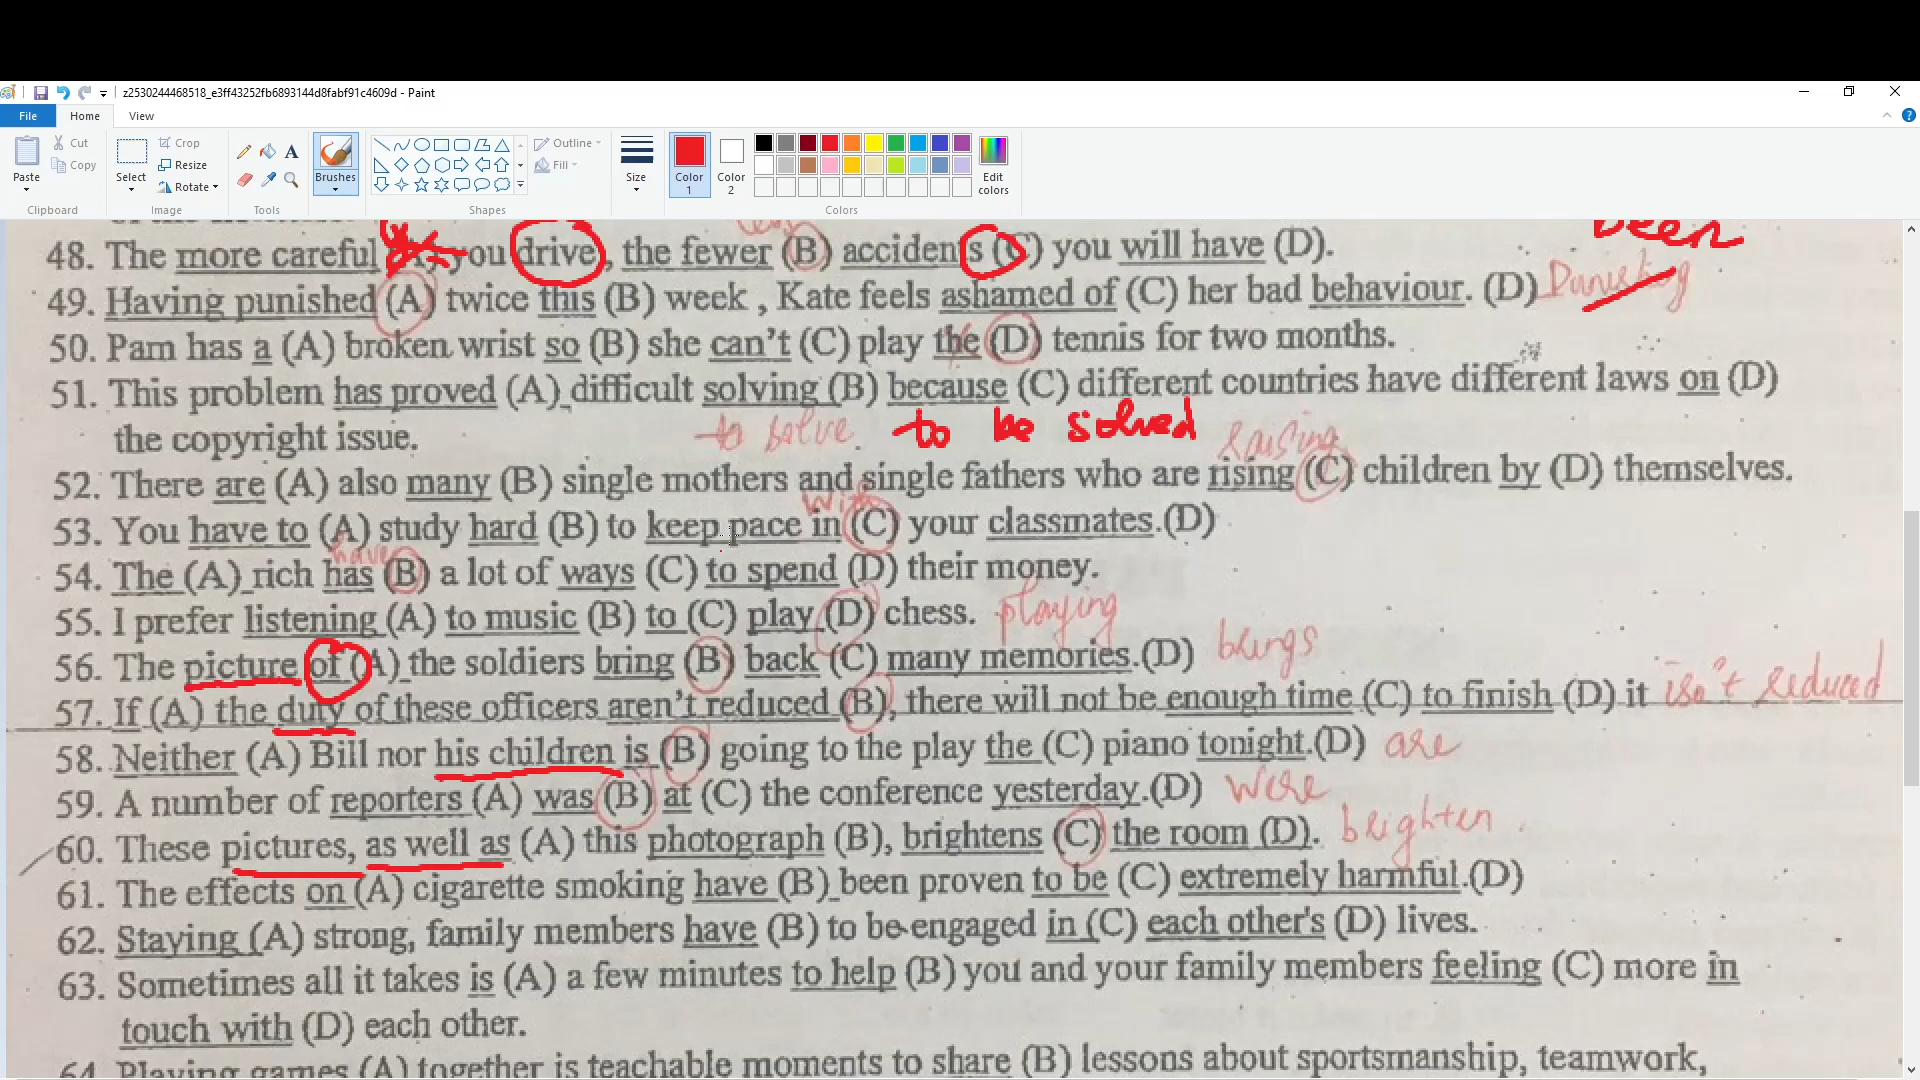 z2530244468518_e3ff43252fb6893144d8fabf91c4609d - Paint
File Home View
Paste Cut Copy Select Crop Resize Rotate Brushes Outline Fill Size Color 1 Color 2 Edit colors
Clipboard Image Tools Shapes Colors
been
48. The more careful you drive, the fewer (B) accidents (C) you will have (D).
49. Having punished (A) twice this (B) week , Kate feels ashamed of (C) her bad behaviour. (D)
50. Pam has a (A) broken wrist so (B) she can't (C) play the (D) tennis for two months.
51. This problem has proved (A) difficult solving (B) because (C) different countries have different laws on (D)
the copyright issue. to solve. to be solved raising
52. There are (A) also many (B) single mothers and single fathers who are rising (C) children by (D) themselves.
with
53. You have to (A) study hard (B) to keep pace in (C) your classmates.(D)
have
54. The (A) rich has (B) a lot of ways (C) to spend (D) their money.
55. I prefer listening (A) to music (B) to (C) play (D) chess. playing
56. The picture of (A) the soldiers bring (B) back (C) many memories.(D) brings
57. If (A) the duty of these officers aren't reduced (B), there will not be enough time (C) to finish (D) it isn't reduced
58. Neither (A) Bill nor his children is (B) going to the play the (C) piano tonight.(D) are
59. A number of reporters (A) was (B) at (C) the conference yesterday.(D) were
60. These pictures, as well as (A) this photograph (B), brightens (C) the room (D). brighten.
61. The effects on (A) cigarette smoking have (B) been proven to be (C) extremely harmful.(D)
62. Staying (A) strong, family members have (B) to be engaged in (C) each other's (D) lives.
63. Sometimes all it takes is (A) a few minutes to help (B) you and your family members feeling (C) more in
touch with (D) each other.
64. Playing games (A) together is teachable moments to share (B) lessons about sportsmanship, teamwork,